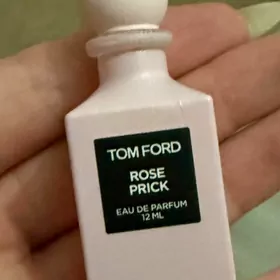 TOM FORD
ROSE
PRICK
EAU DE PARFUM
12 ML